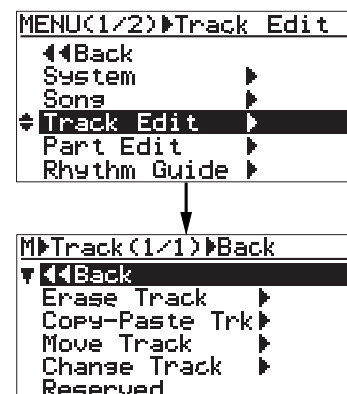 MENU(1/2)▶Track Edit
◀◀Back
System ▶
Song ▶
Track Edit ▶
Part Edit ▶
Rhythm Guide ▶
M▶Track(1/1)▶Back
◀◀Back
Erase Track ▶
Copy-Paste Trk▶
Move Track ▶
Change Track ▶
Reserved